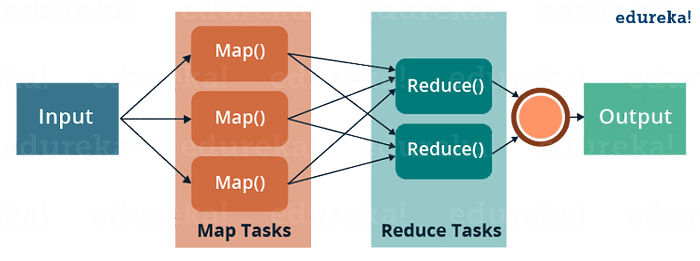 edureka!
Input
Map()
Map()
Map()
Map Tasks
Reduce()
Reduce()
Reduce Tasks
Output